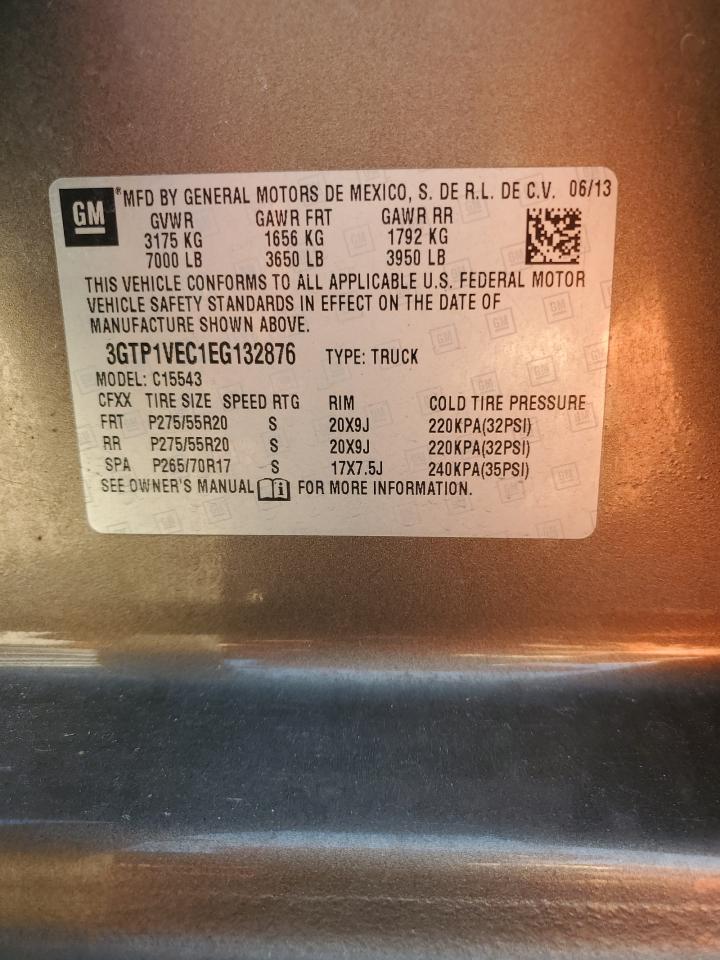 GM® MFD BY GENERAL MOTORS DE MEXICO, S. DE R.L. DE C.V. 06/13
GVWR GAWR FRT GAWR RR
3175 KG 1656 KG 1792 KG
7000 LB 3650 LB 3950 LB
THIS VEHICLE CONFORMS TO ALL APPLICABLE U.S. FEDERAL MOTOR
VEHICLE SAFETY STANDARDS IN EFFECT ON THE DATE OF
MANUFACTURE SHOWN ABOVE.
3GTP1VEC1EG132876 TYPE: TRUCK
MODEL: C15543
CFXX TIRE SIZE SPEED RTG RIM COLD TIRE PRESSURE
FRT P275/55R20 S 20X9J 220KPA(32PSI)
RR P275/55R20 S 20X9J 220KPA(32PSI)
SPA P265/70R17 S 17X7.5J 240KPA(35PSI)
SEE OWNER'S MANUAL i FOR MORE INFORMATION.